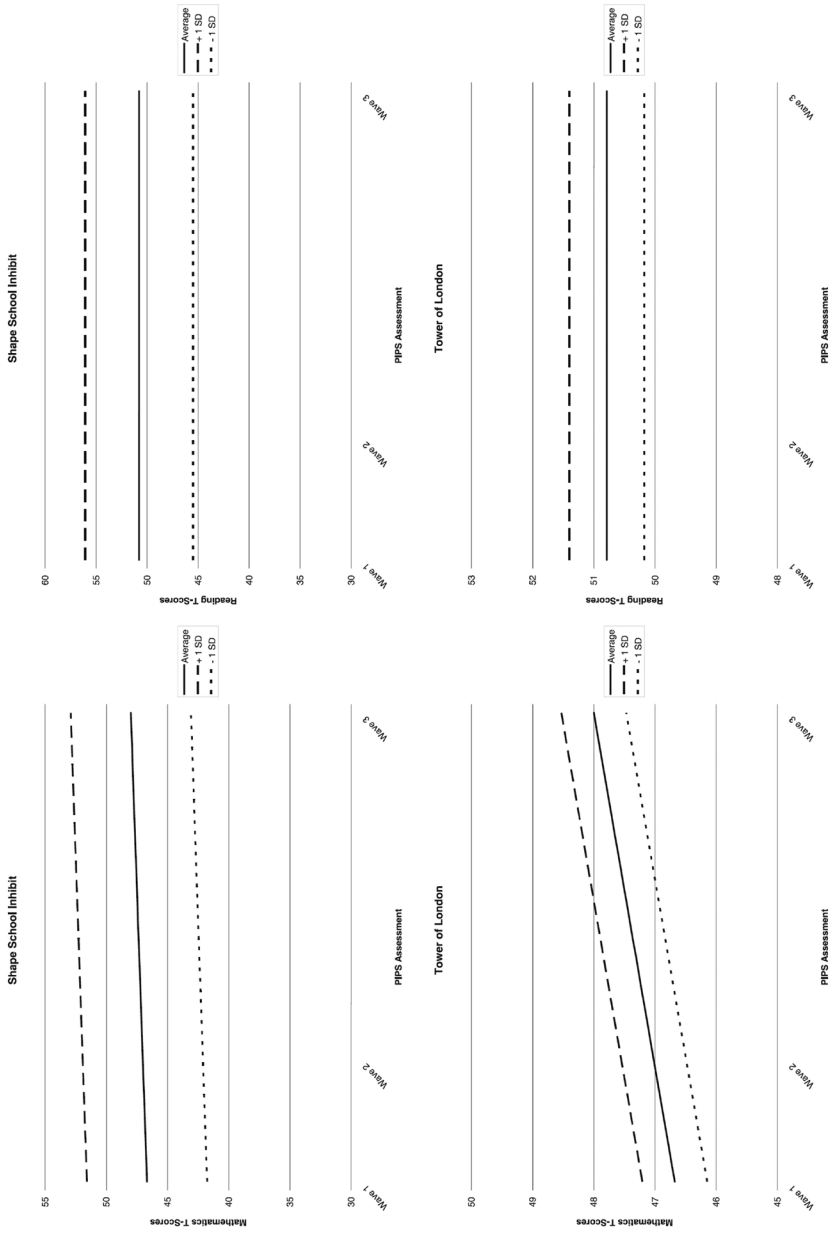 Shape School Inhibit
60
55
50
45
40
35
30
Reading T-Scores
Wave 1
Wave 2
Wave 3
PIPS Assessment
Average
+ 1 SD
- 1 SD
Tower of London
53
52
51
50
49
48
Reading T-Scores
Wave 1
Wave 2
Wave 3
PIPS Assessment
Average
+ 1 SD
- 1 SD
Shape School Inhibit
55
50
45
40
35
30
Mathematics T-Scores
Wave 1
Wave 2
Wave 3
PIPS Assessment
Average
+ 1 SD
- 1 SD
Tower of London
50
49
48
47
46
45
Mathematics T-Scores
Wave 1
Wave 2
Wave 3
PIPS Assessment
Average
+ 1 SD
- 1 SD